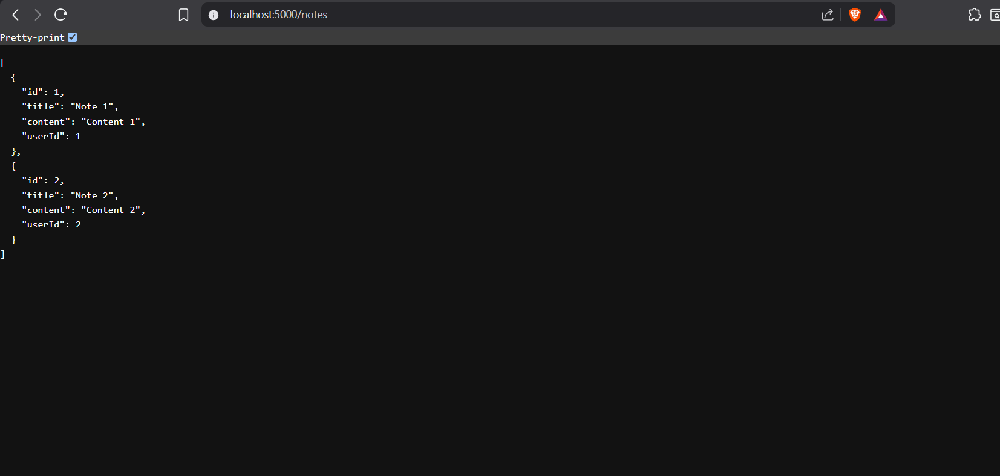 localhost:5000/notes
Pretty-print
[
  {
    "id": 1,
    "title": "Note 1",
    "content": "Content 1",
    "userId": 1
  },
  {
    "id": 2,
    "title": "Note 2",
    "content": "Content 2",
    "userId": 2
  }
]